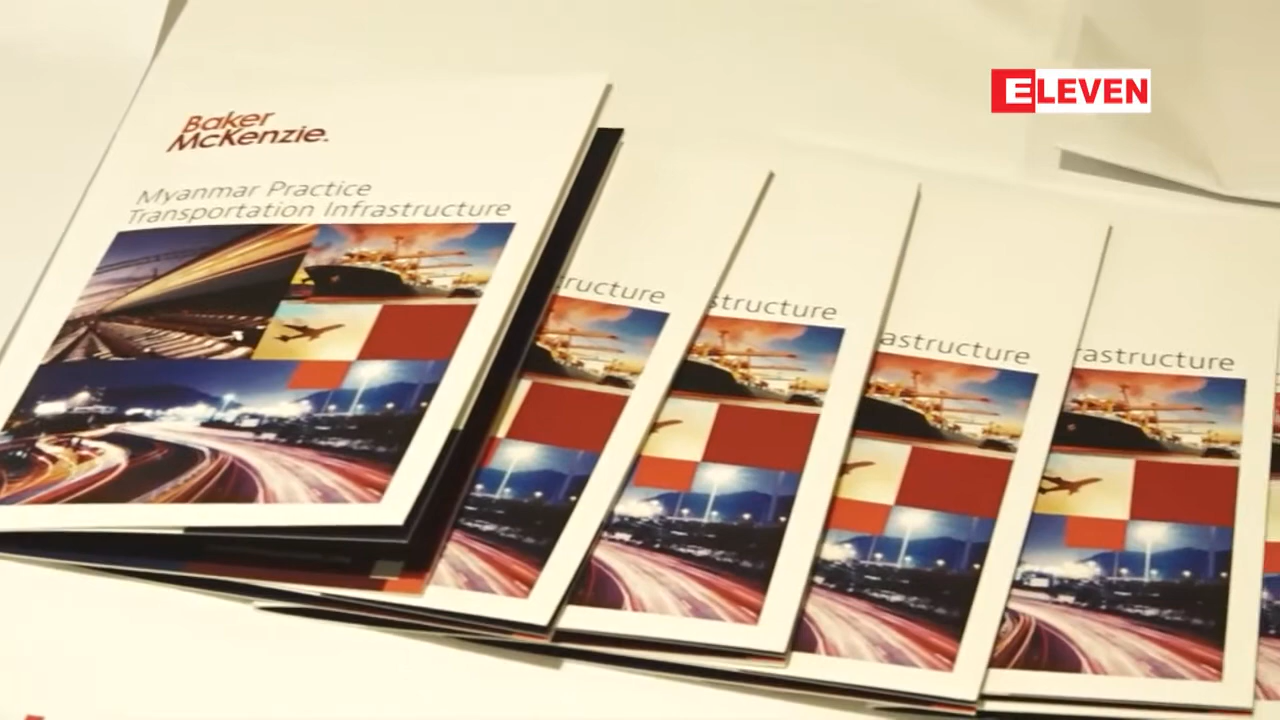 ELEVEN
Baker
McKenzie.
Myanmar Practice
Transportation Infrastructure
ructure
structure
astructure
rastructure